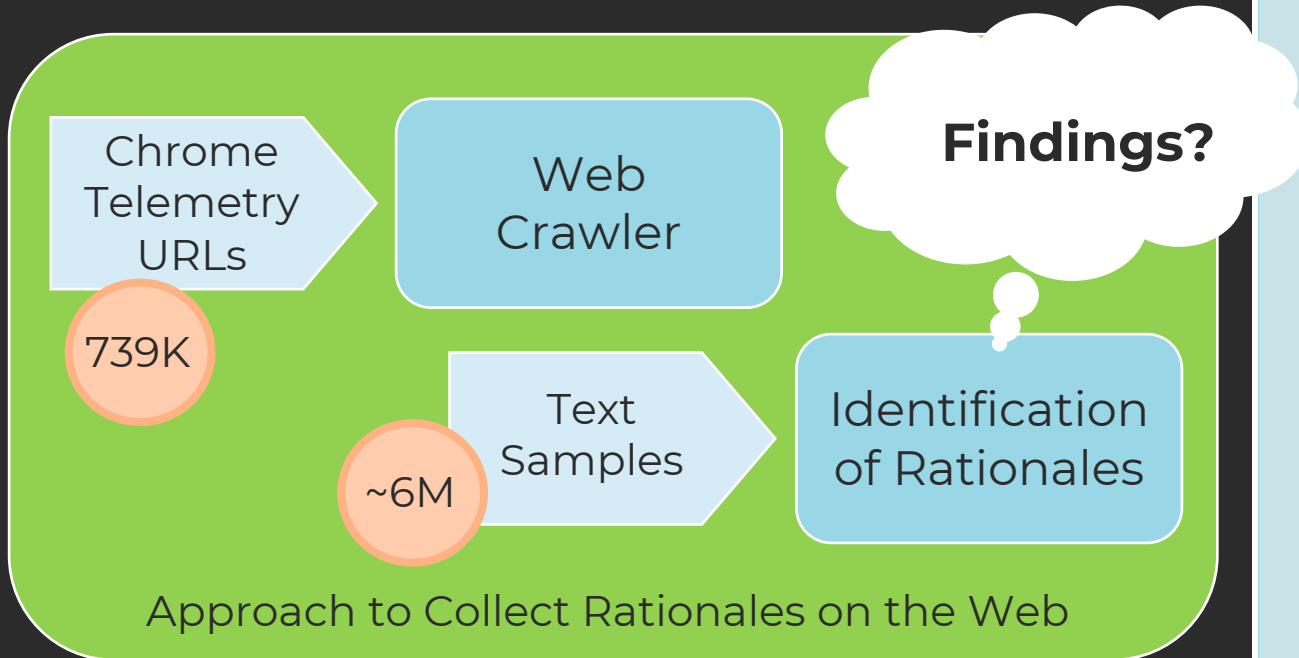 Chrome
Telemetry
URLs
739K
Web
Crawler
Findings?
Text
Samples
~6M
Identification
of Rationales
Approach to Collect Rationales on the Web